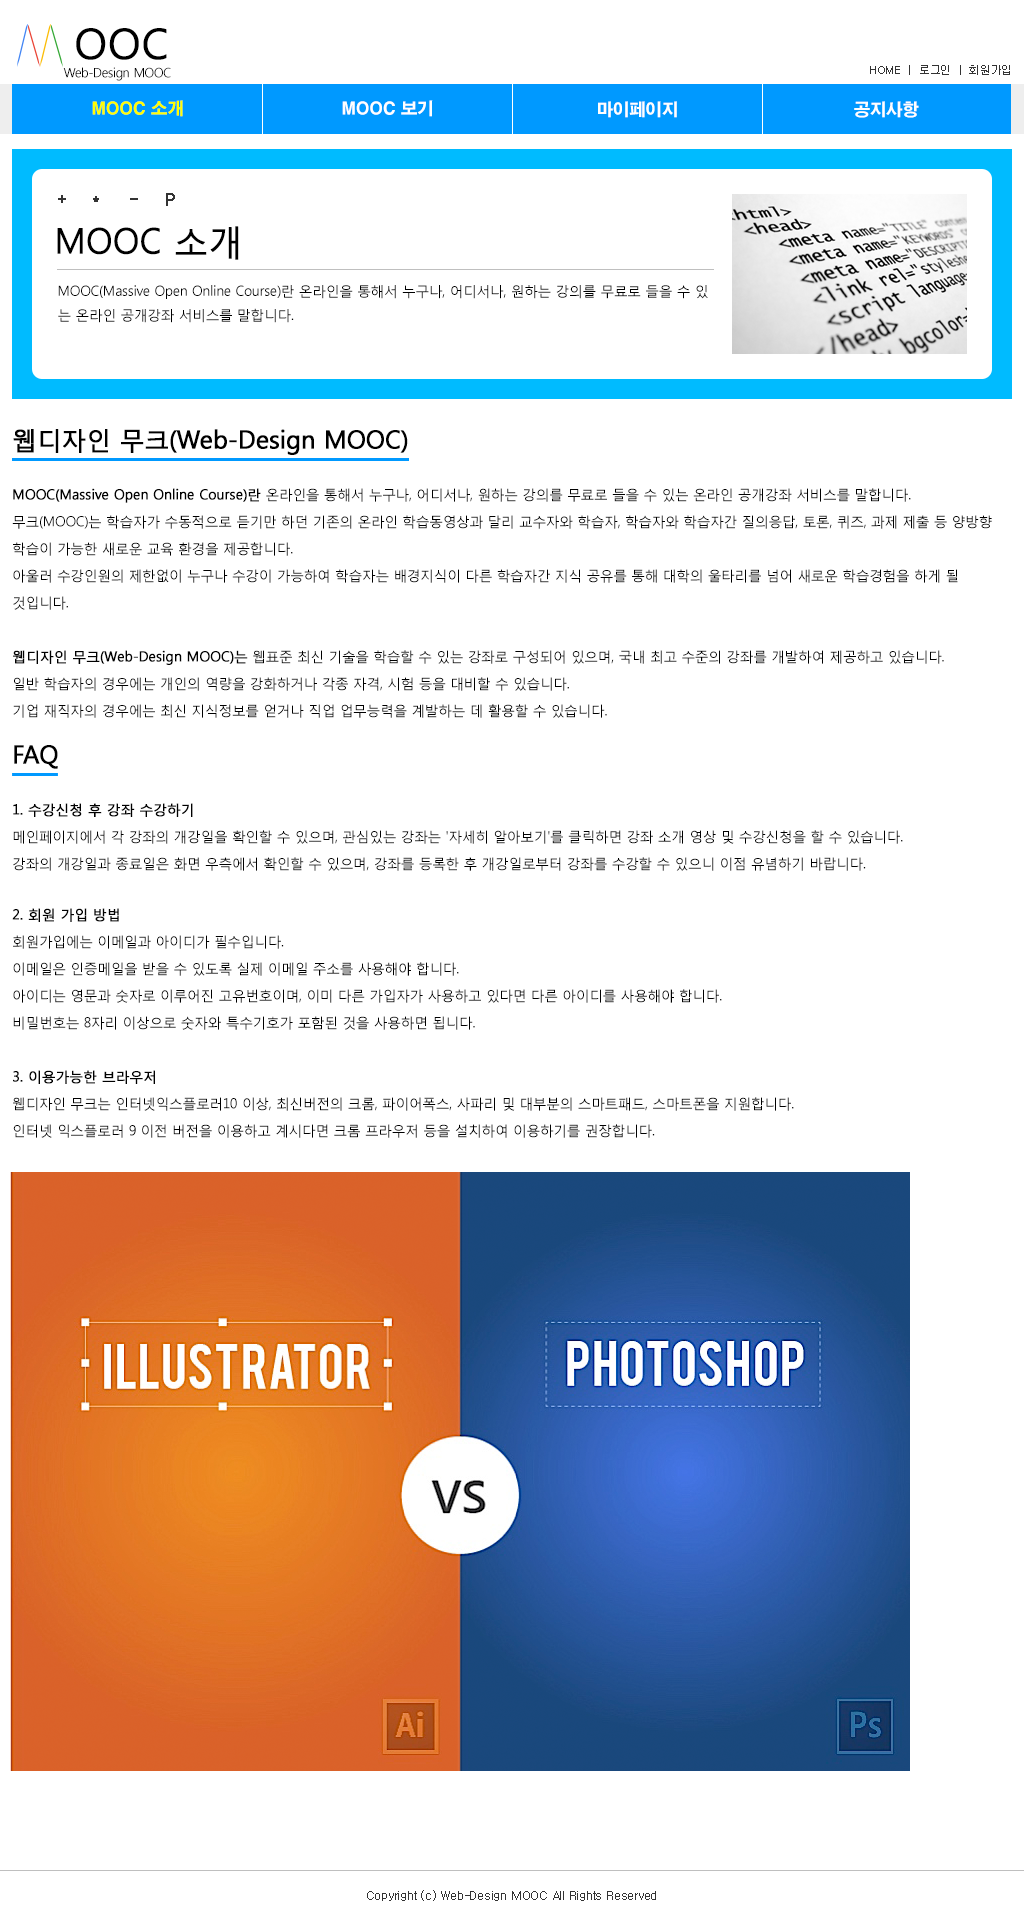 MOOC
Web-Design MOOC
HOME | 로그인 | 회원가입
MOOC 소개
MOOC 보기
마이페이지
공지사항
+ * - P
MOOC 소개
MOOC(Massive Open Online Course)란 온라인을 통해서 누구나, 어디서나, 원하는 강의를 무료로 들을 수 있
는 온라인 공개강좌 서비스를 말합니다.
html>
<head>
<meta name="TITLE"
<meta name="KEYWORDS"
<meta name="DESCRIPTI
<link rel="styleshe
<script language
</head>
bgcolor=
웹디자인 무크(Web-Design MOOC)
MOOC(Massive Open Online Course)란 온라인을 통해서 누구나, 어디서나, 원하는 강의를 무료로 들을 수 있는 온라인 공개강좌 서비스를 말합니다.
무크(MOOC)는 학습자가 수동적으로 듣기만 하던 기존의 온라인 학습동영상과 달리 교수자와 학습자, 학습자와 학습자간 질의응답, 토론, 퀴즈, 과제 제출 등 양방향
학습이 가능한 새로운 교육 환경을 제공합니다.
아울러 수강인원의 제한없이 누구나 수강이 가능하여 학습자는 배경지식이 다른 학습자간 지식 공유를 통해 대학의 울타리를 넘어 새로운 학습경험을 하게 될
것입니다.
웹디자인 무크(Web-Design MOOC)는 웹표준 최신 기술을 학습할 수 있는 강좌로 구성되어 있으며, 국내 최고 수준의 강좌를 개발하여 제공하고 있습니다.
일반 학습자의 경우에는 개인의 역량을 강화하거나 각종 자격, 시험 등을 대비할 수 있습니다.
기업 재직자의 경우에는 최신 지식정보를 얻거나 직업 업무능력을 계발하는 데 활용할 수 있습니다.
FAQ
1. 수강신청 후 강좌 수강하기
메인페이지에서 각 강좌의 개강일을 확인할 수 있으며, 관심있는 강좌는 '자세히 알아보기'를 클릭하면 강좌 소개 영상 및 수강신청을 할 수 있습니다.
강좌의 개강일과 종료일은 화면 우측에서 확인할 수 있으며, 강좌를 등록한 후 개강일로부터 강좌를 수강할 수 있으니 이점 유념하기 바랍니다.
2. 회원 가입 방법
회원가입에는 이메일과 아이디가 필수입니다.
이메일은 인증메일을 받을 수 있도록 실제 이메일 주소를 사용해야 합니다.
아이디는 영문과 숫자로 이루어진 고유번호이며, 이미 다른 가입자가 사용하고 있다면 다른 아이디를 사용해야 합니다.
비밀번호는 8자리 이상으로 숫자와 특수기호가 포함된 것을 사용하면 됩니다.
3. 이용가능한 브라우저
웹디자인 무크는 인터넷익스플로러10 이상, 최신버전의 크롬, 파이어폭스, 사파리 및 대부분의 스마트패드, 스마트폰을 지원합니다.
인터넷 익스플로러 9 이전 버전을 이용하고 계시다면 크롬 프라우저 등을 설치하여 이용하기를 권장합니다.
ILLUSTRATOR
PHOTOSHOP
VS
Ai
Ps
Copyright (c) Web-Design MOOC All Rights Reserved